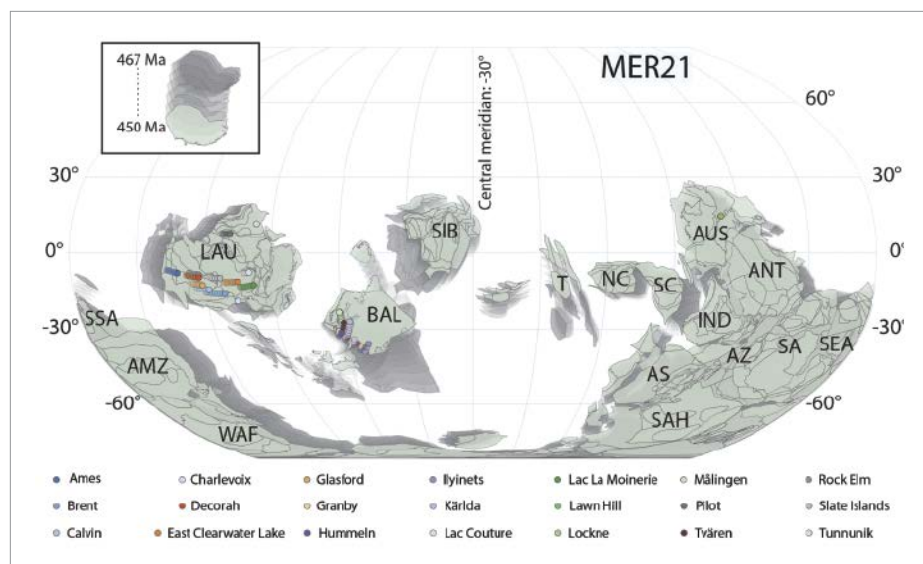 467 Ma
450 Ma
MER21
Central meridian: -30°
60°
30°
30°
0°
0°
-30°
-30°
-60°
-60°
LAU
SIB
BAL
T
NC
SC
AUS
ANT
IND
SSA
AMZ
WAF
AS
AZ
SA
SEA
SAH
Ames
Charlevoix
Glasford
Ilyinets
Lac La Moinerie
Målingen
Rock Elm
Brent
Decorah
Granby
Kärlda
Lawn Hill
Pilot
Slate Islands
Calvin
East Clearwater Lake
Hummeln
Lac Couture
Lockne
Tvären
Tunnunik